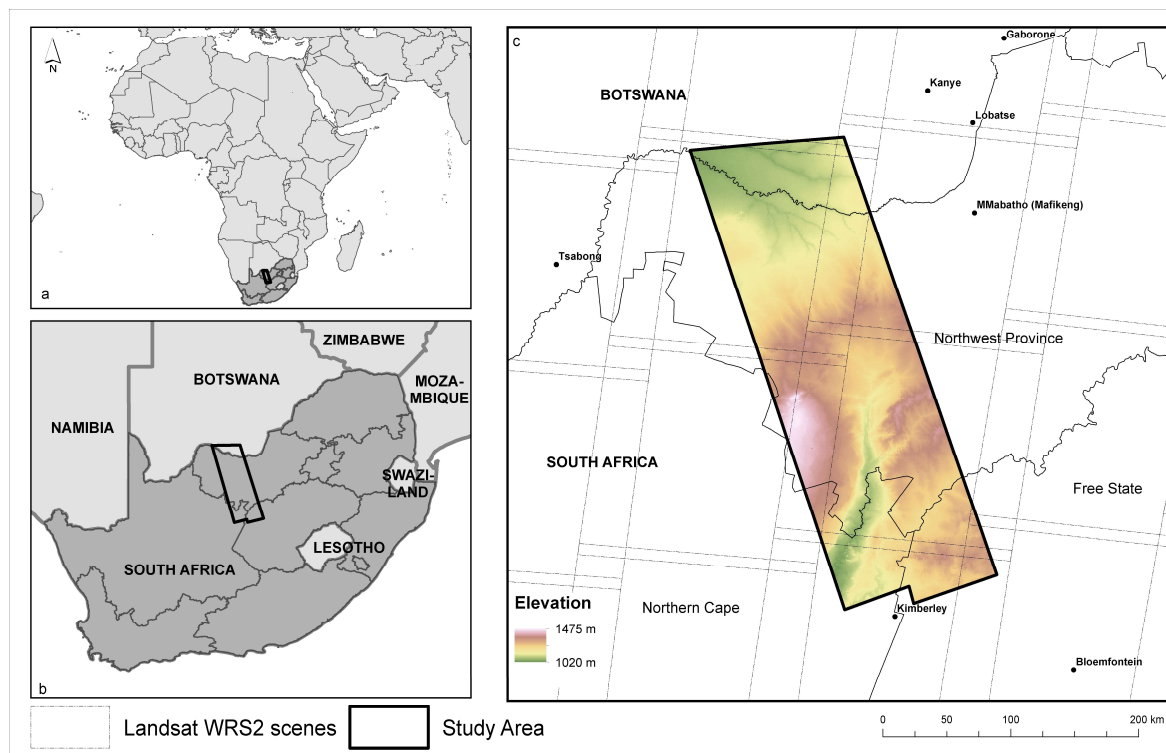 N
a
ZIMBABWE
BOTSWANA
MOZA-
MBIQUE
NAMIBIA
SWAZI-
LAND
LESOTHO
SOUTH AFRICA
b
c
Gaborone
Kanye
BOTSWANA
Lobatse
MMabatho (Mafikeng)
Tsabong
Northwest Province
SOUTH AFRICA
Free State
Elevation
1475 m
1020 m
Northern Cape
Kimberley
Bloemfontein
Landsat WRS2 scenes
Study Area
0 50 100 200 km